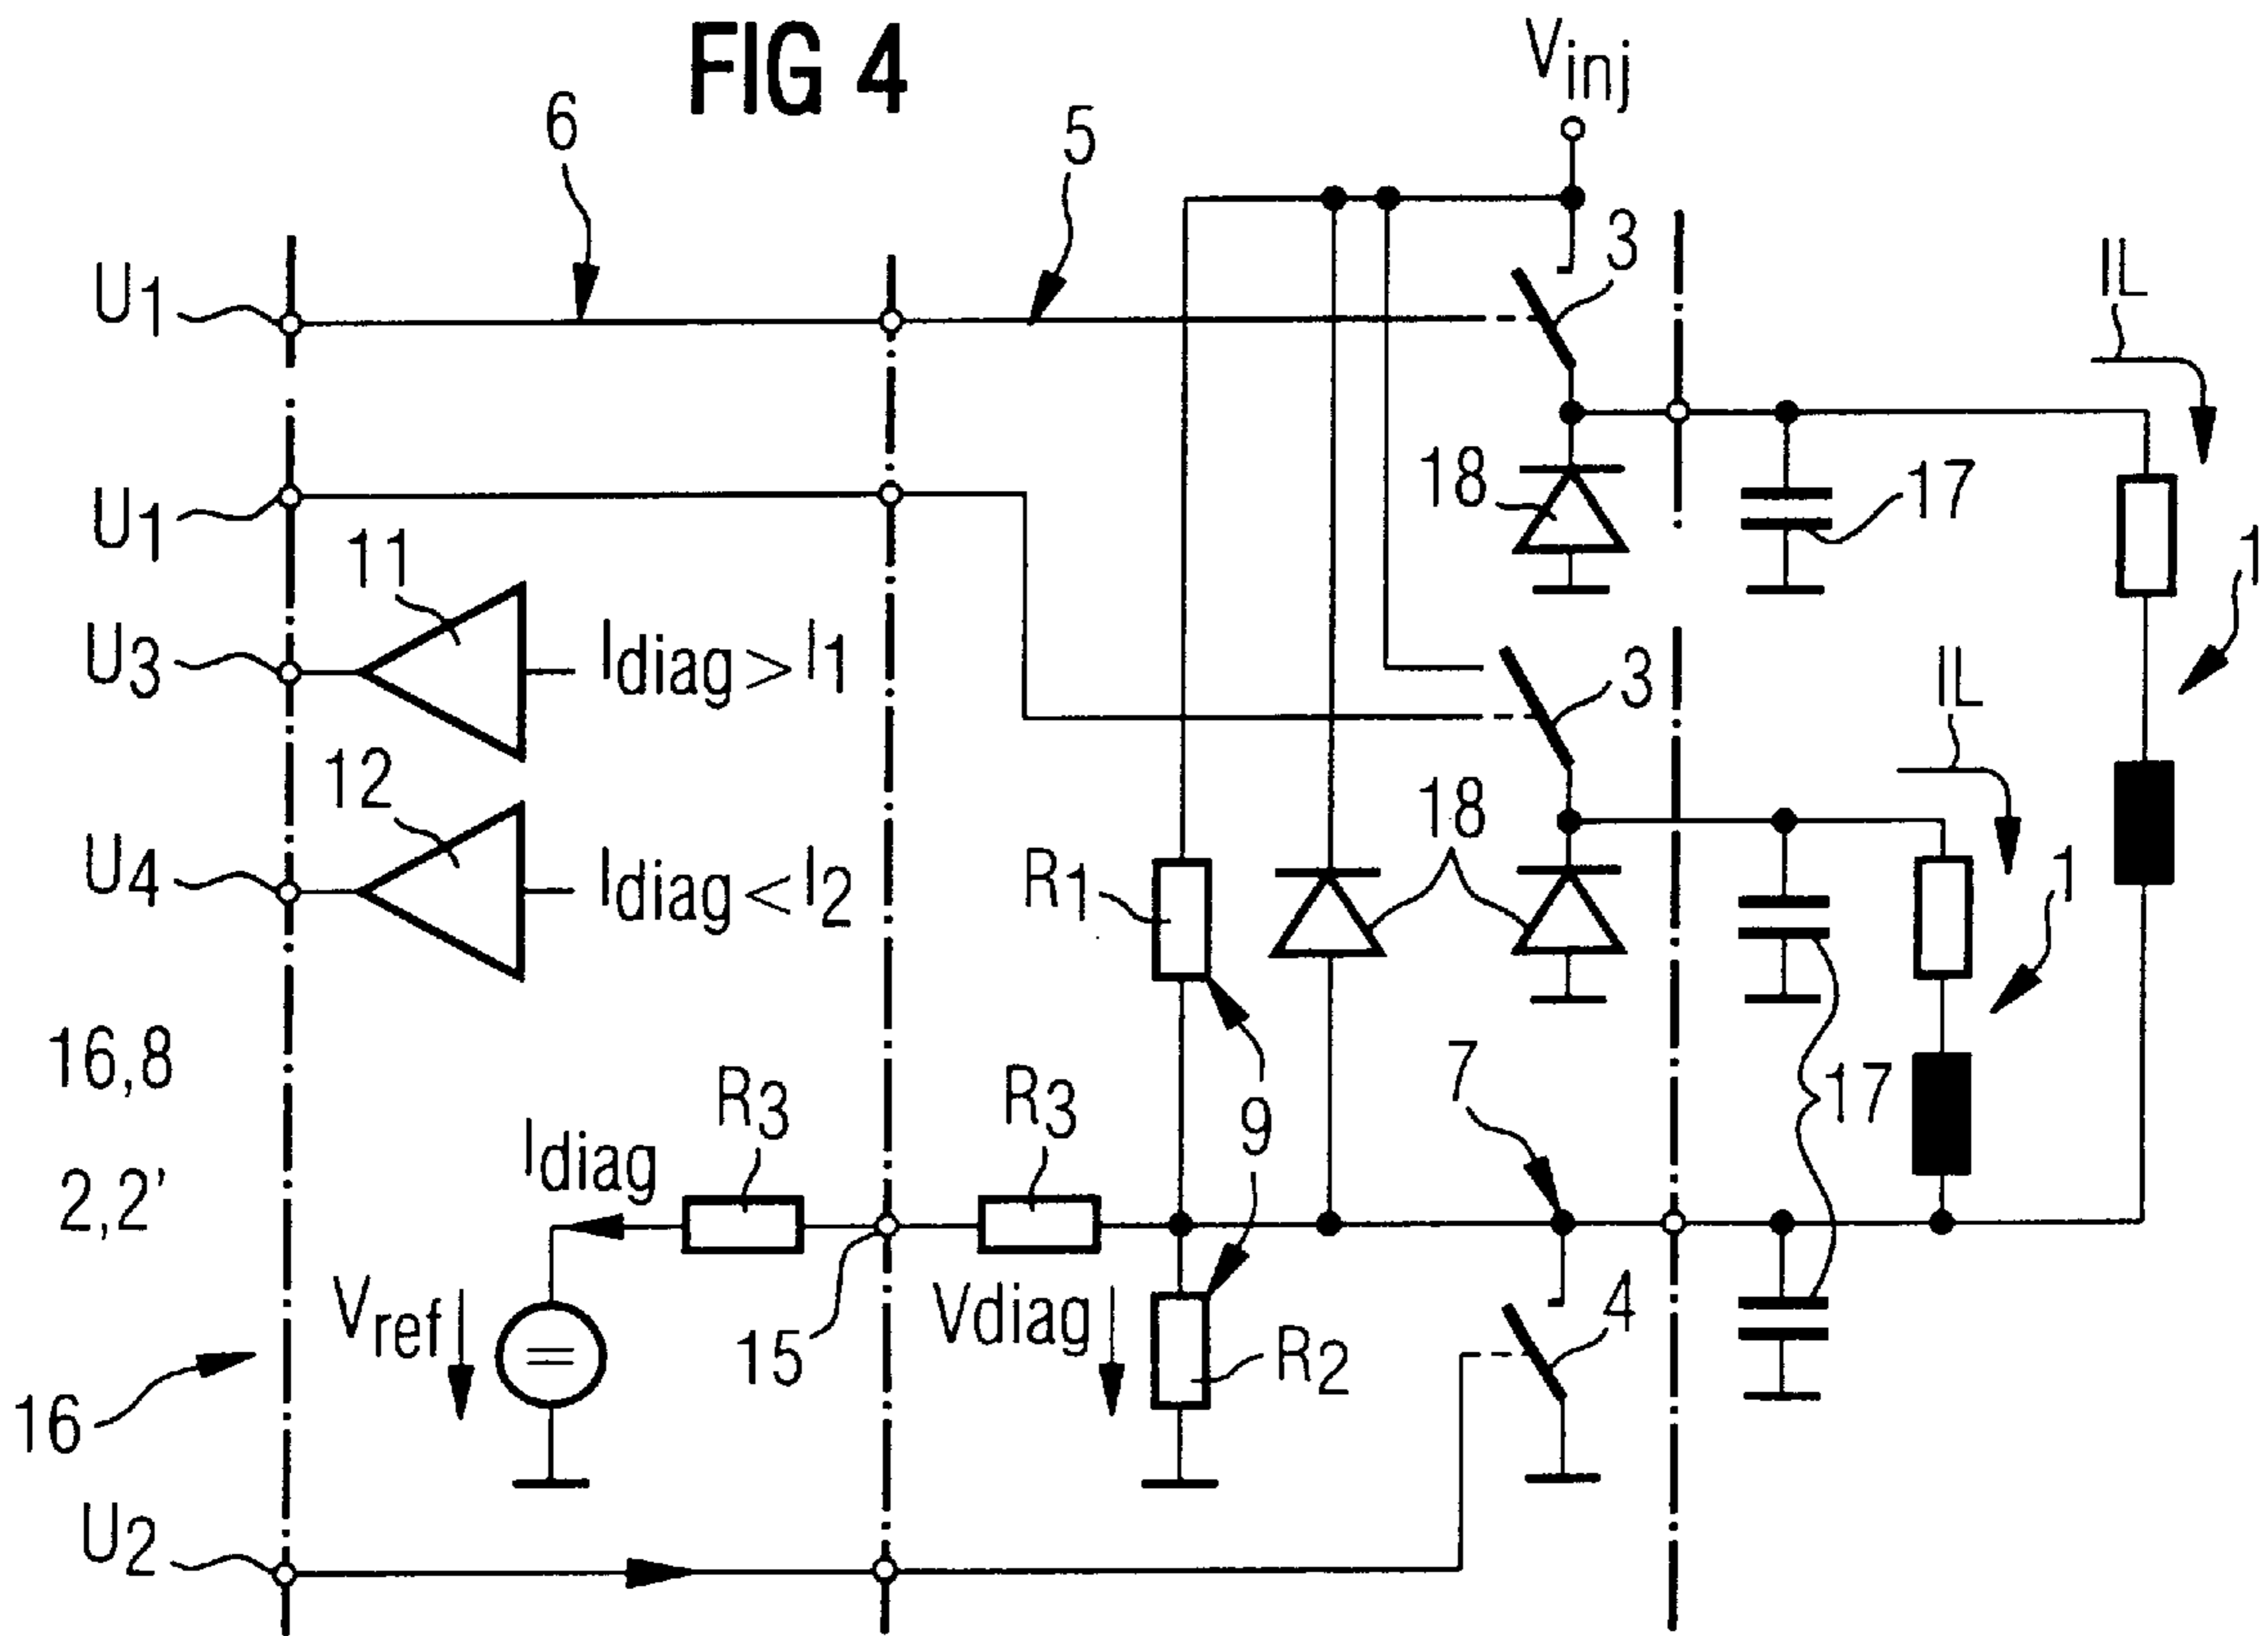 FIG 4
Vinj
6
5
3
U1
IL
18
17
U1
11
1
U3
Idiag > I1
3
IL
12
18
U4
Idiag < I2
R1
1
16,8
7
17
R3
R3
9
Idiag
2,2'
Vref
Vdiag
4
15
R2
16
U2